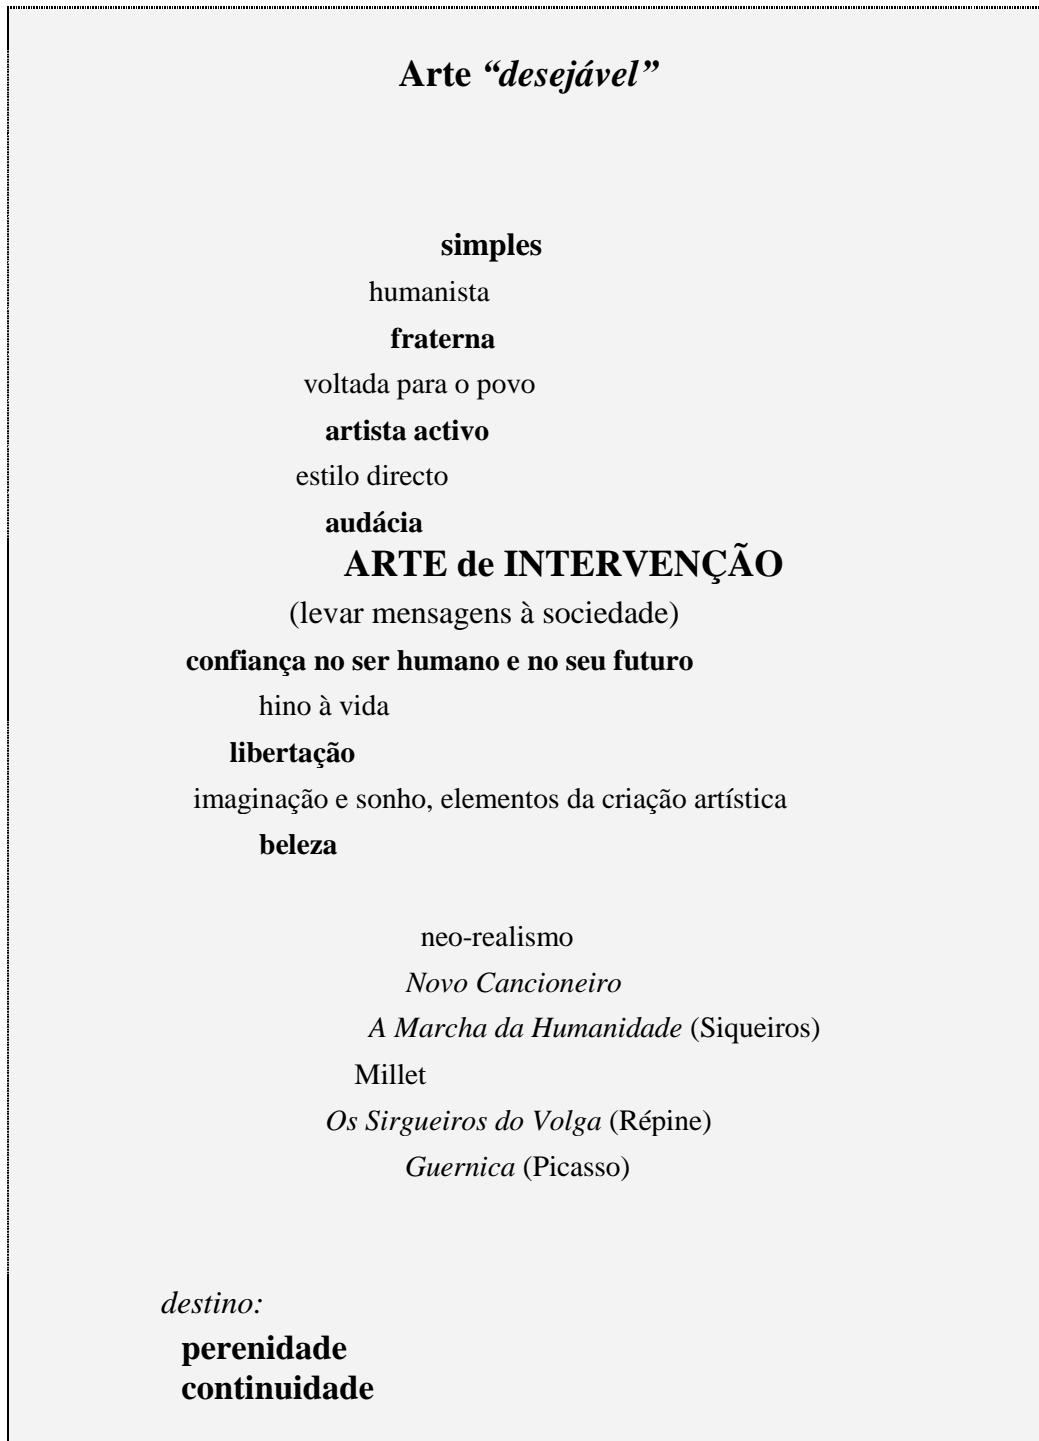 Arte “desejável”
simples
humanista
fraterna
voltada para o povo
artista activo
estilo directo
audácia
ARTE de INTERVENÇÃO
(levar mensagens à sociedade)
confiança no ser humano e no seu futuro
hino à vida
libertação
imaginação e sonho, elementos da criação artística
beleza
neo-realismo
Novo Cancioneiro
A Marcha da Humanidade (Siqueiros)
Millet
Os Sirgueiros do Volga (Répine)
Guernica (Picasso)
destino:
perenidade
continuidade